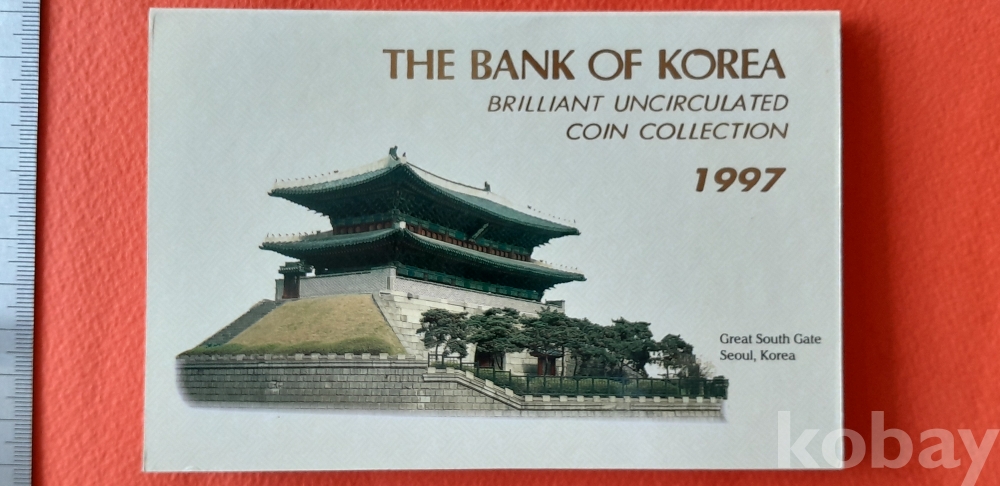 THE BANK OF KOREA
BRILLIANT UNCIRCULATED
COIN COLLECTION
1997
Great South Gate
Seoul, Korea
kobay